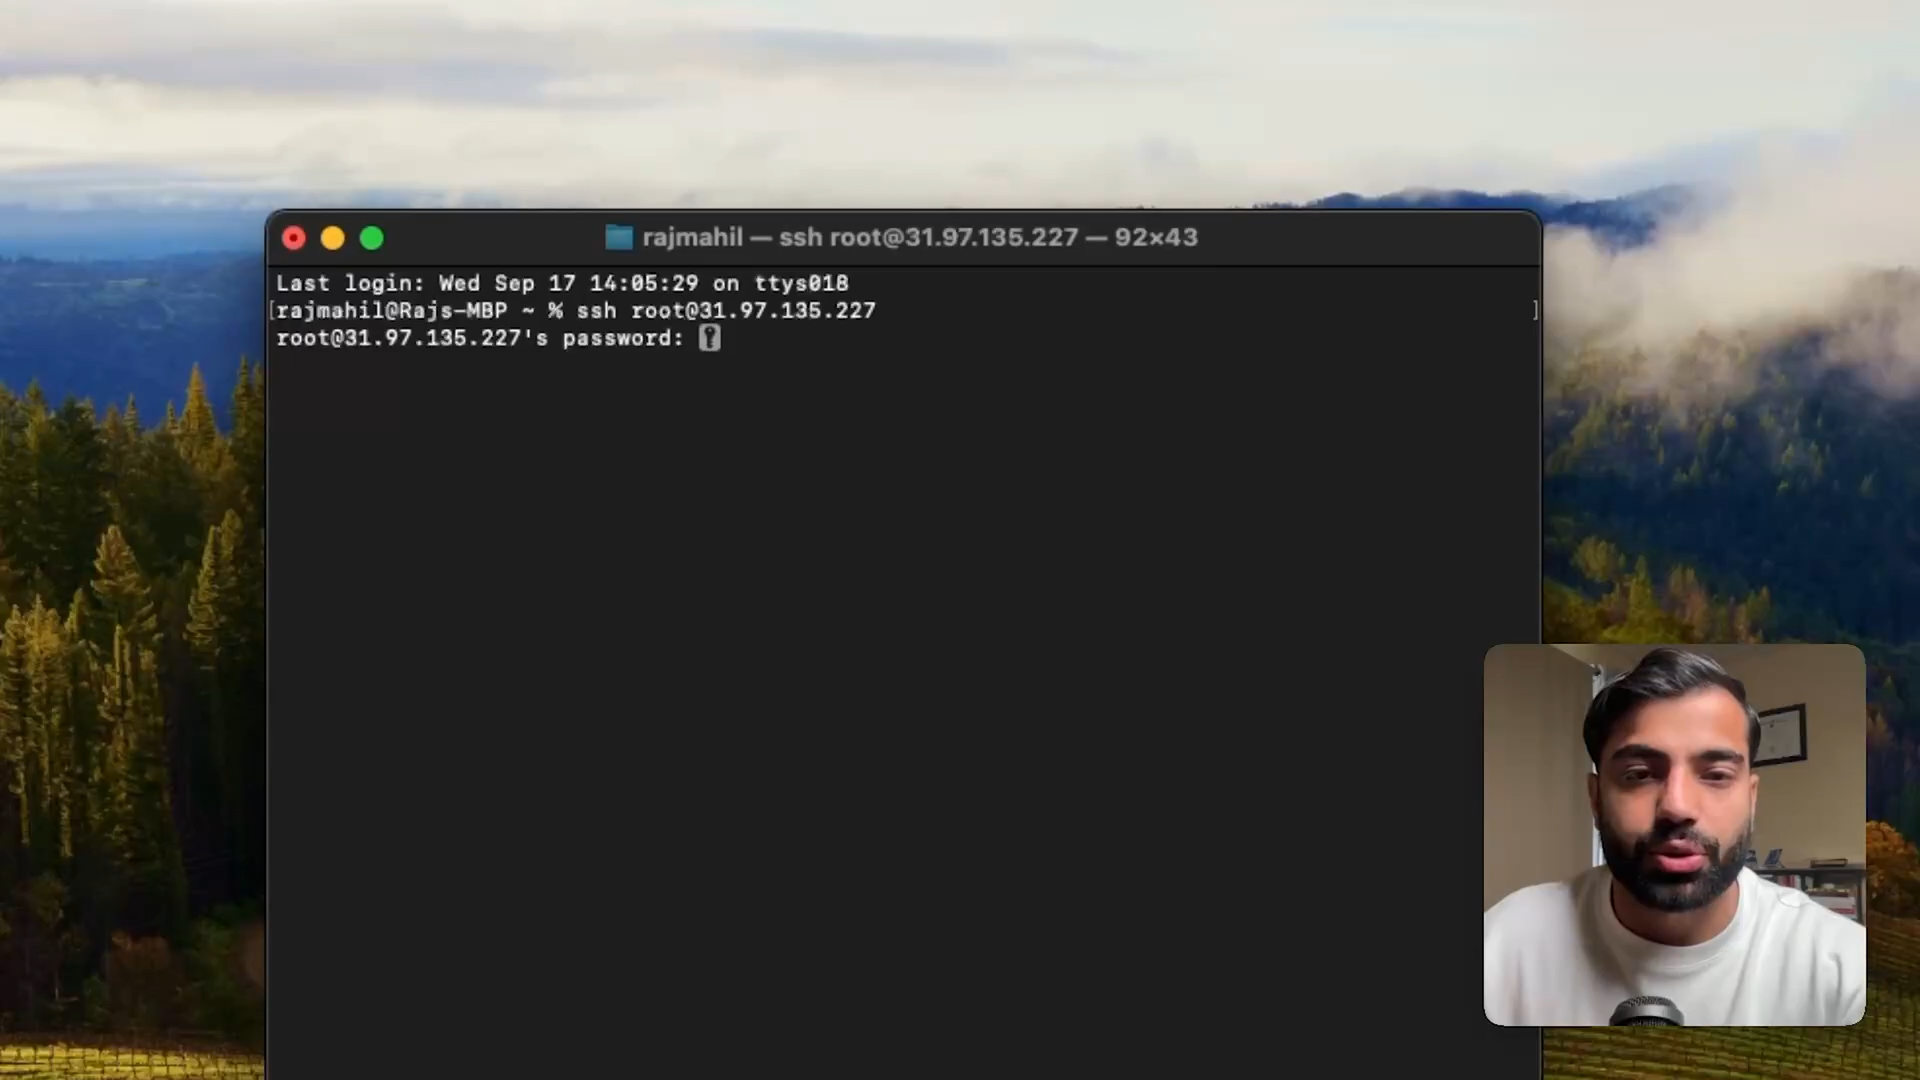 rajmahil — ssh root@31.97.135.227 — 92×43
Last login: Wed Sep 17 14:05:29 on ttys018
[rajmahil@Rajs-MBP ~ % ssh root@31.97.135.227 ]
root@31.97.135.227's password: